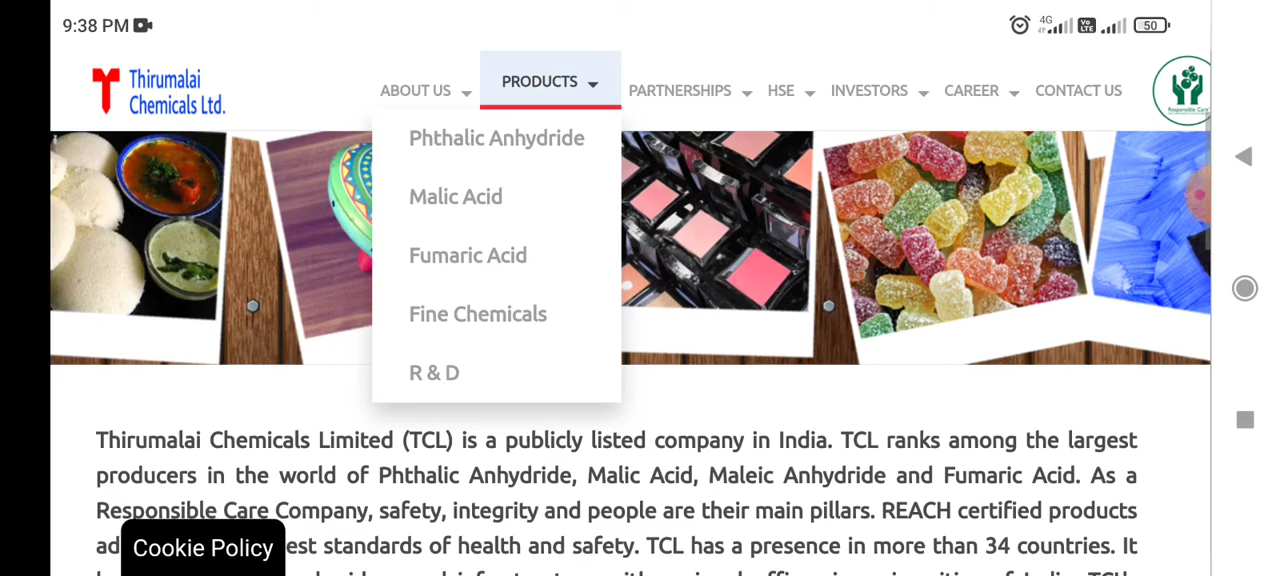 9:38 PM
4G
Vo
LTE
50
Thirumalai
Chemicals Ltd.
ABOUT US
PRODUCTS
PARTNERSHIPS
HSE
INVESTORS
CAREER
CONTACT US
Responsible Care
Phthalic Anhydride
Malic Acid
Fumaric Acid
Fine Chemicals
R & D
Thirumalai Chemicals Limited (TCL) is a publicly listed company in India. TCL ranks among the largest
producers in the world of Phthalic Anhydride, Malic Acid, Maleic Anhydride and Fumaric Acid. As a
Responsible Care Company, safety, integrity and people are their main pillars. REACH certified products
est standards of health and safety. TCL has a presence in more than 34 countries. It
Cookie Policy